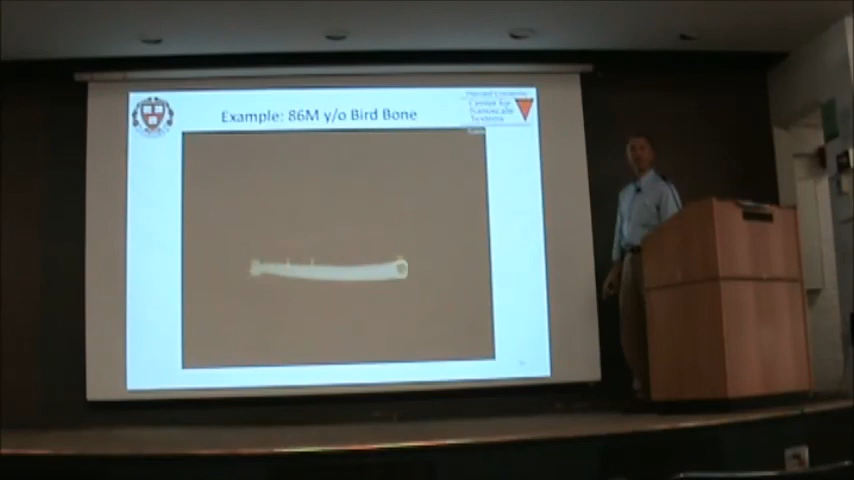 Example: 86M y/o Bird Bone
Harvard University
Center for
Nanoscale
Systems